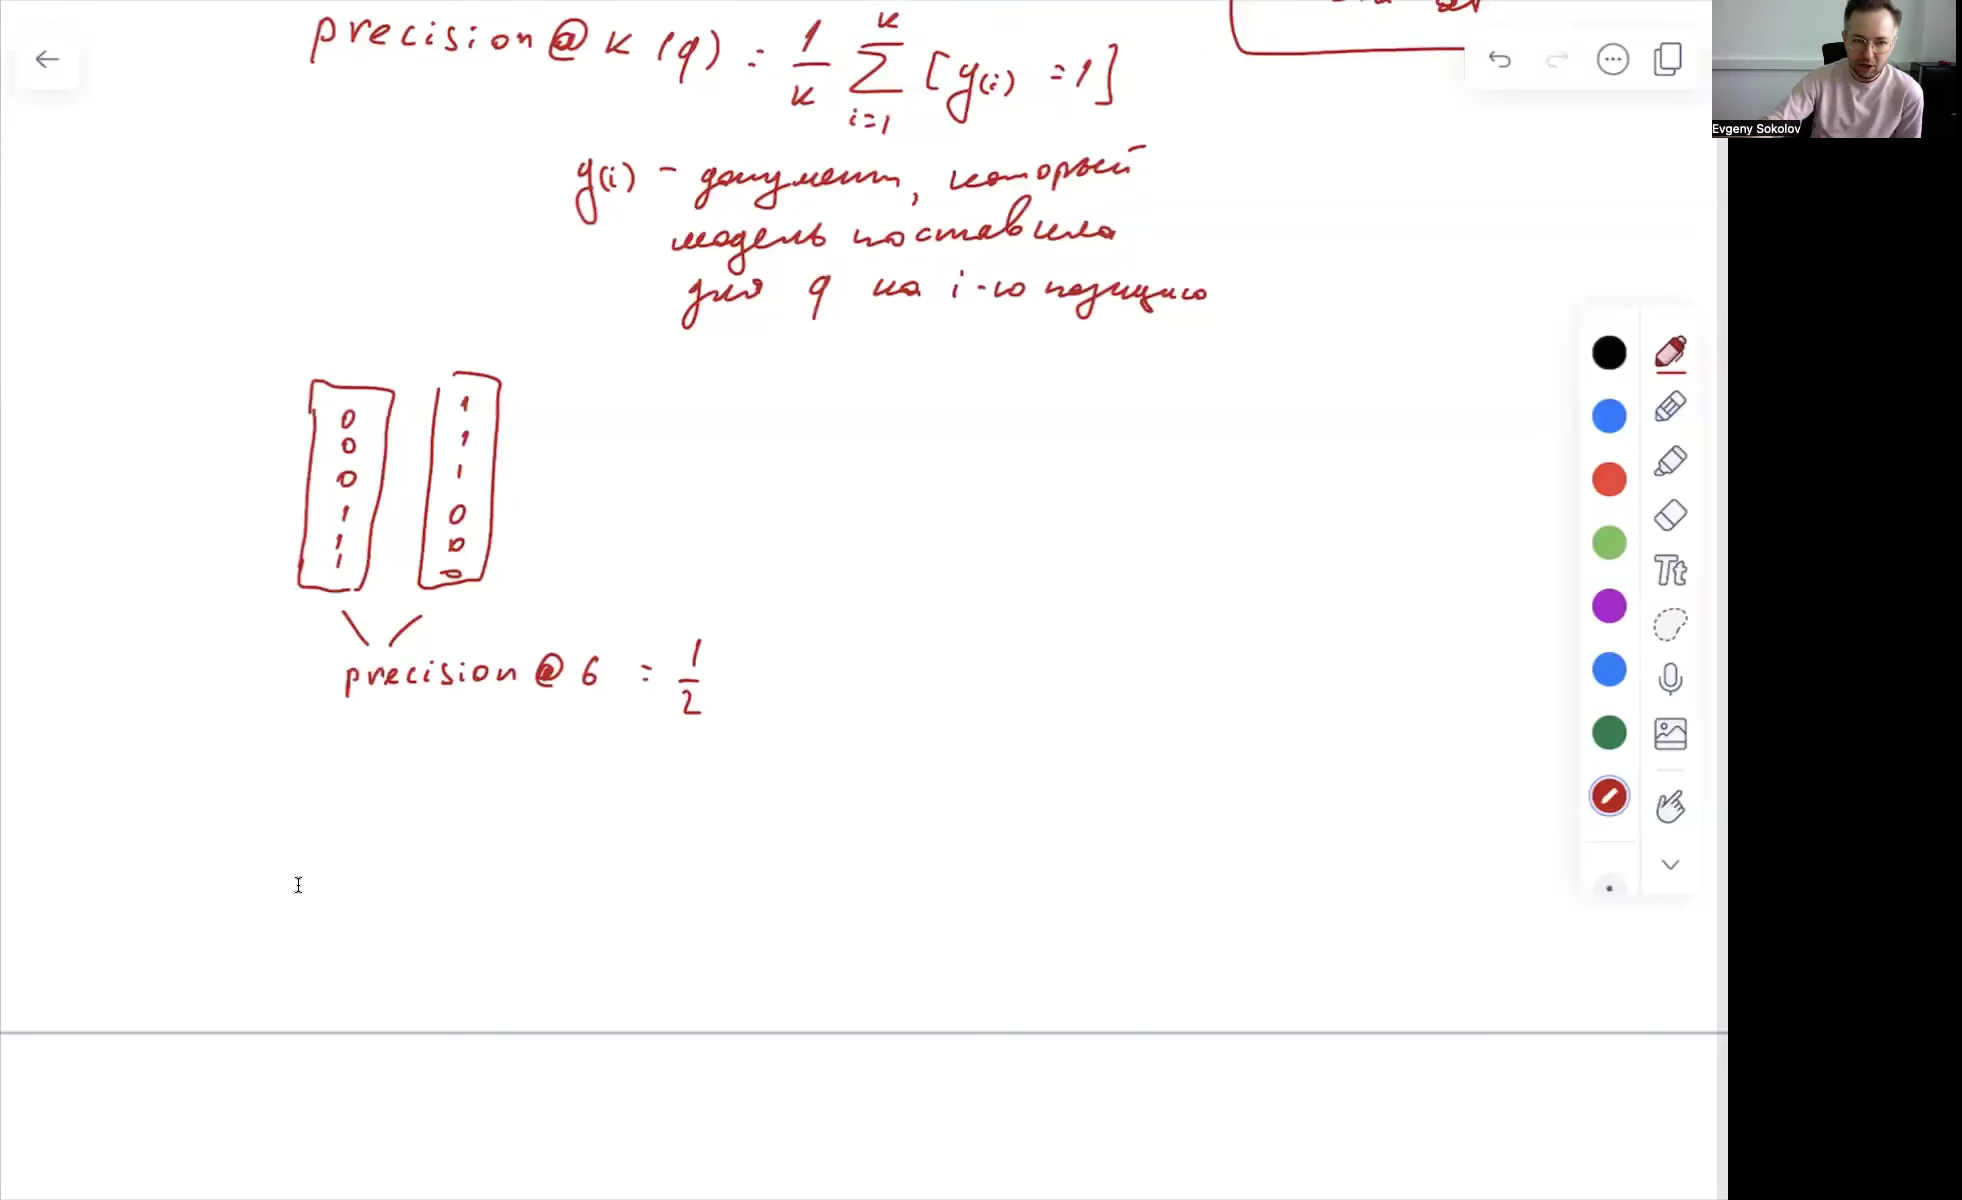 precision@k (q) = 1/k ∑_{i=1}^{k} [y(i) = 1]
y(i) - документ, который
модель поставила
для q на i-ю позицию
0 1
0 1
0 1
1 0
1 0
1 0
precision@6 = 1/2
Tt
Evgeny Sokolov